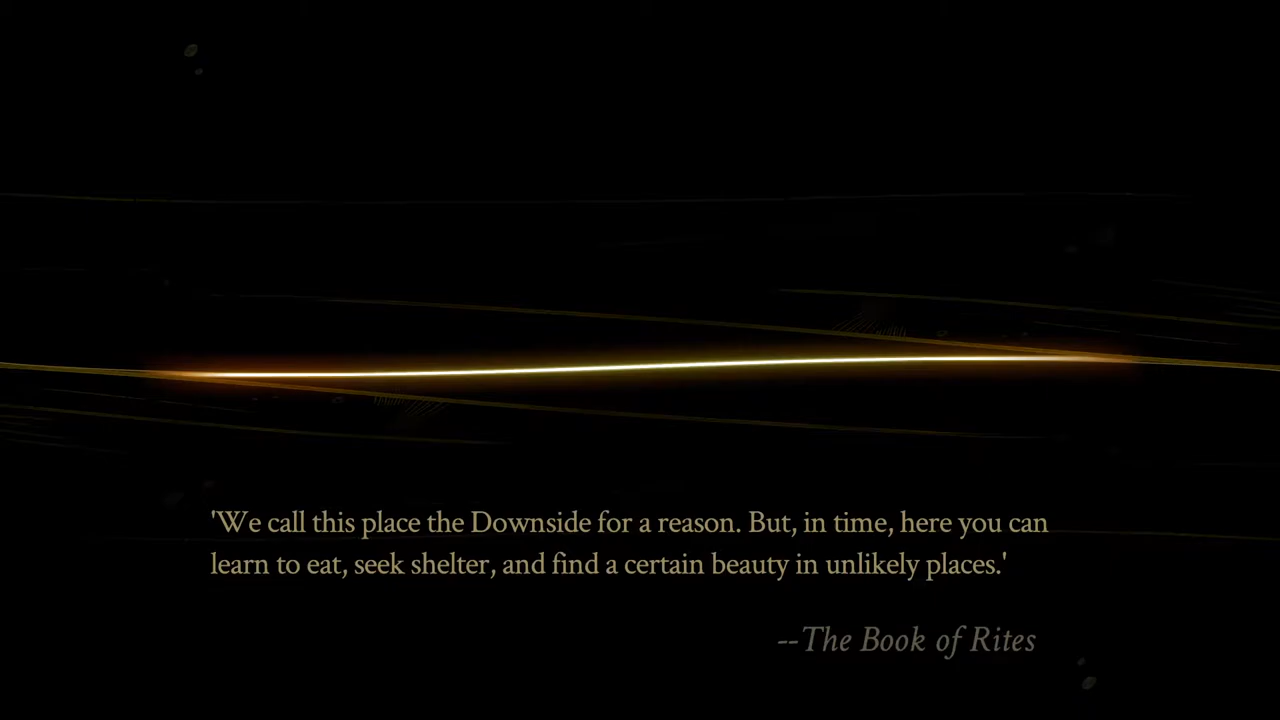 'We call this place the Downside for a reason. But, in time, here you can
learn to eat, seek shelter, and find a certain beauty in unlikely places.'
--The Book of Rites